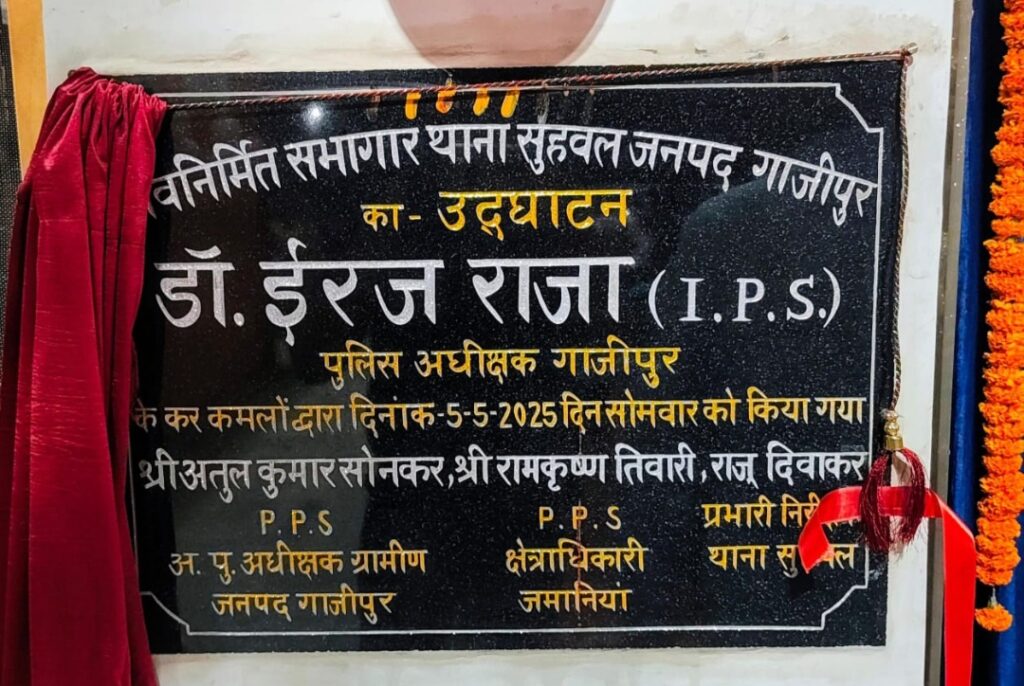 वनिर्मित सभागार थाना सुहवल जनपद गाजीपुर
का- उद्घाटन
डॉ. ईरज राजा (I.P.S.)
पुलिस अधीक्षक गाजीपुर
के कर कमलों द्वारा दिनांक-5-5-2025 दिन सोमवार को किया गया
श्री अतुल कुमार सोनकर, श्री रामकृष्ण तिवारी, राजू दिवाकर
P.P.S P.P.S प्रभारी
अ. पु. अधीक्षक ग्रामीण क्षेत्राधिकारी थाना
जनपद गाजीपुर जमानियां